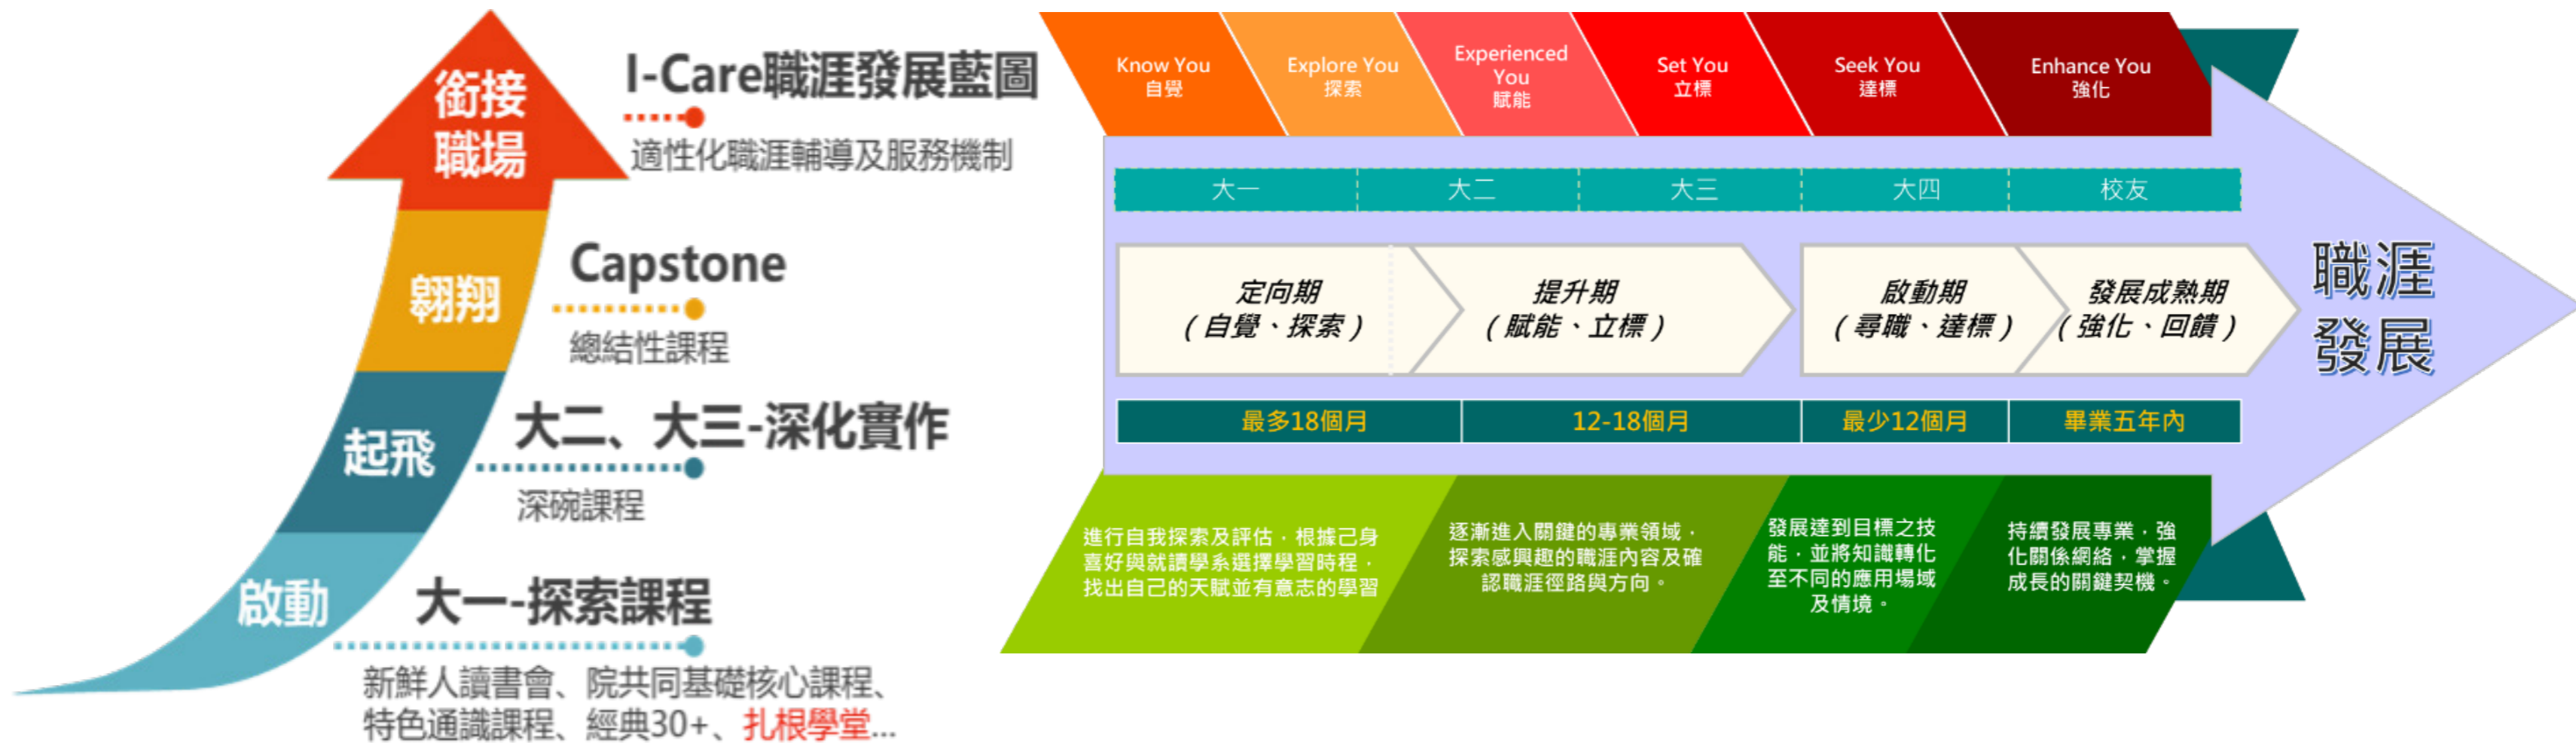 銜接
職場
I-Care職涯發展藍圖
適性化職涯輔導及服務機制
翱翔
Capstone
總結性課程
起飛
大二、大三-深化實作
深碗課程
啟動
大一-探索課程
新鮮人讀書會、院共同基礎核心課程、
特色通識課程、經典30+、扎根學堂...
Know You
自覺
Explore You
探索
Experienced
You
賦能
Set You
立標
Seek You
達標
Enhance You
強化
大一
大二
大三
大四
校友
定向期
(自覺、探索)
提升期
(賦能、立標)
啟動期
(尋職、達標)
發展成熟期
(強化、回饋)
職涯
發展
最多18個月
12-18個月
最少12個月
畢業五年內
進行自我探索及評估，根據己身
喜好與就讀學系選擇學習時程，
找出自己的天賦並有意志的學習
逐漸進入關鍵的專業領域，
探索感興趣的職涯內容及確
認職涯徑路與方向。
發展達到目標之技
能，並將知識轉化
至不同的應用場域
及情境。
持續發展專業，強
化關係網絡，掌握
成長的關鍵契機。